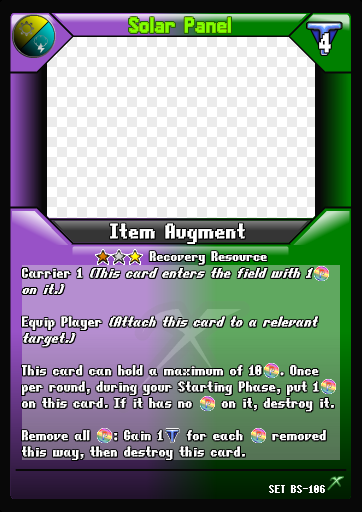 Solar Panel
4
Item Augment
Recovery Resource
Carrier 1 (This card enters the field with 1
on it.)
Equip Player (Attach this card to a relevant
target.)
This card can hold a maximum of 10. Once
per round, during your Starting Phase, put 1
on this card. If it has no on it, destroy it.
Remove all : Gain 1 for each removed
this way, then destroy this card.
SET BS-106